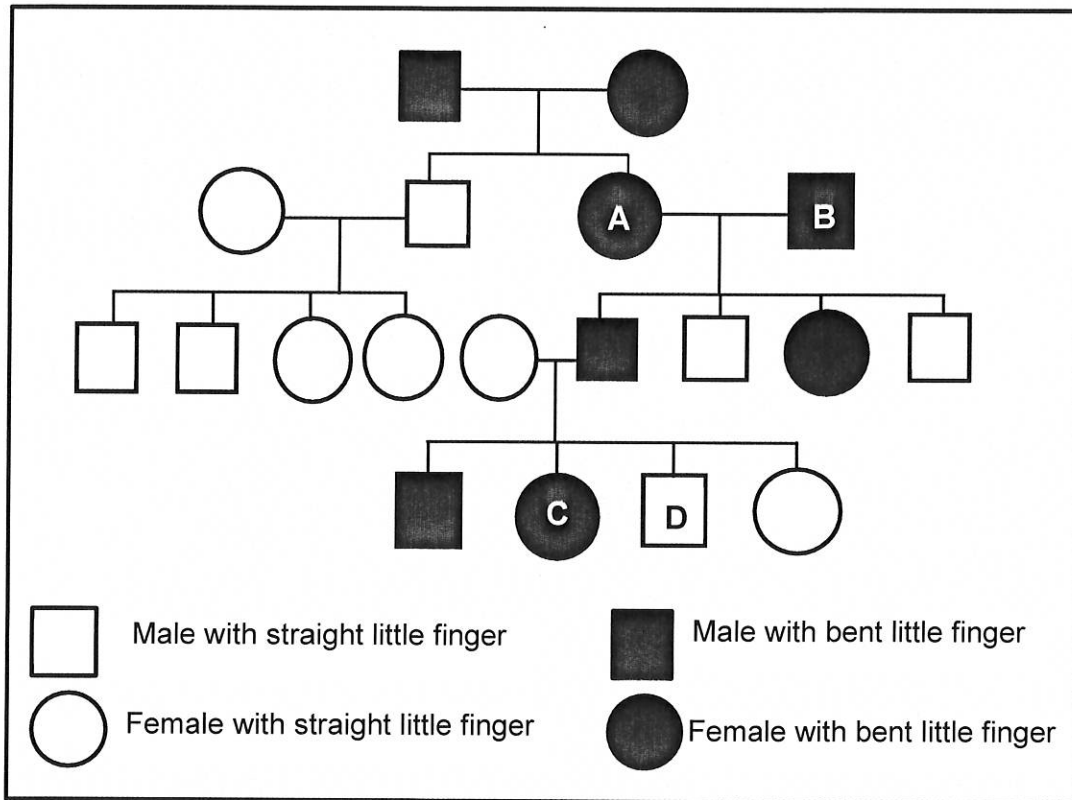 A
B
C
D
Male with straight little finger
Male with bent little finger
Female with straight little finger
Female with bent little finger